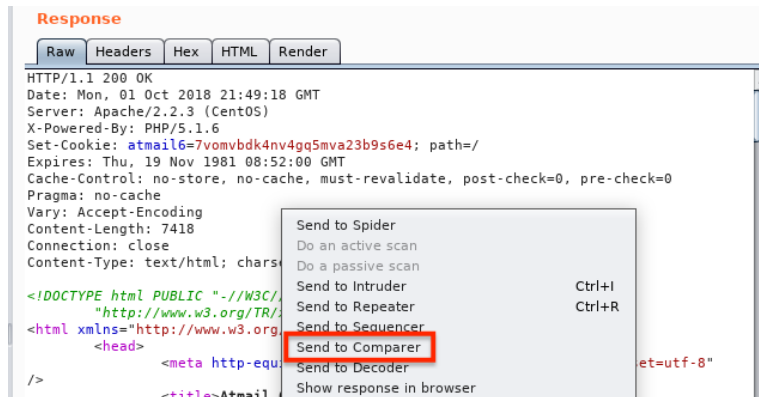 Response
Raw Headers Hex HTML Render
HTTP/1.1 200 OK
Date: Mon, 01 Oct 2018 21:49:18 GMT
Server: Apache/2.2.3 (CentOS)
X-Powered-By: PHP/5.1.6
Set-Cookie: atmail6=7vomvbdk4nv4gq5mva23b9s6e4; path=/
Expires: Thu, 19 Nov 1981 08:52:00 GMT
Cache-Control: no-store, no-cache, must-revalidate, post-check=0, pre-check=0
Pragma: no-cache
Vary: Accept-Encoding
Content-Length: 7418
Connection: close
Content-Type: text/html; chars
<!DOCTYPE html PUBLIC "-//W3C/
"http://www.w3.org/TR/
<html xmlns="http://www.w3.org
<head>
<meta http-equ
et=utf-8"
/>
<title>Atmail
Send to Spider
Do an active scan
Do a passive scan
Send to Intruder Ctrl+I
Send to Repeater Ctrl+R
Send to Sequencer
Send to Comparer
Send to Decoder
Show response in browser